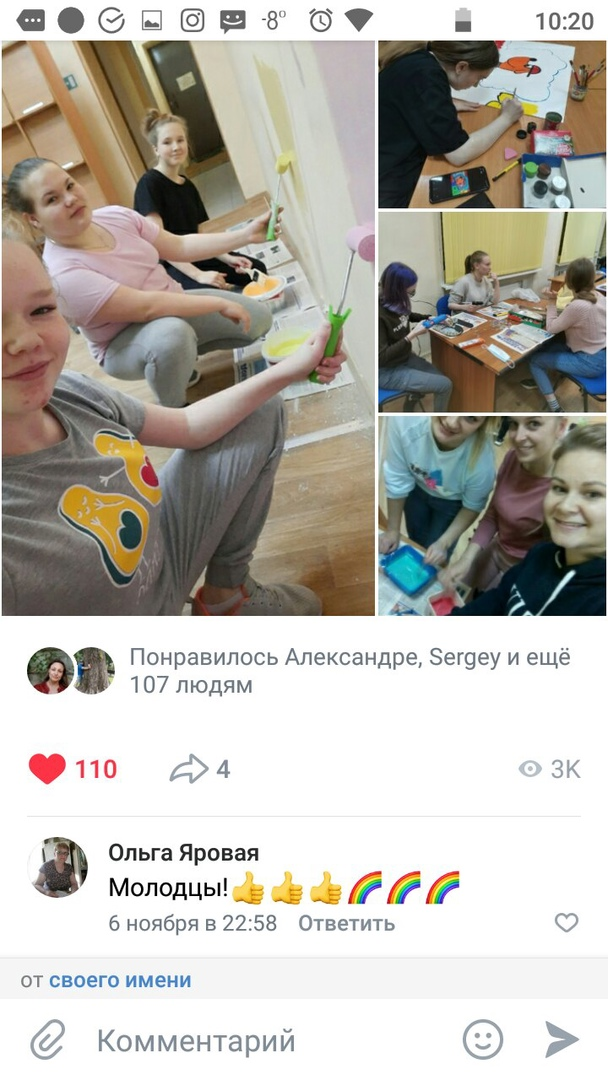 -8°
10:20
Понравилось Александре, Sergey и ещё
107 людям
110
4
3K
Ольга Яровая
Молодцы!👍👍👍🌈🌈🌈
6 ноября в 22:58 Ответить
от своего имени
Комментарий